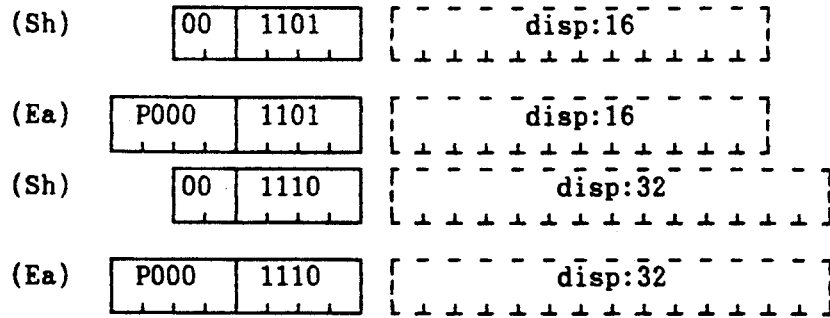 (Sh) 00 1101 disp:16
(Ea) P000 1101 disp:16
(Sh) 00 1110 disp:32
(Ea) P000 1110 disp:32